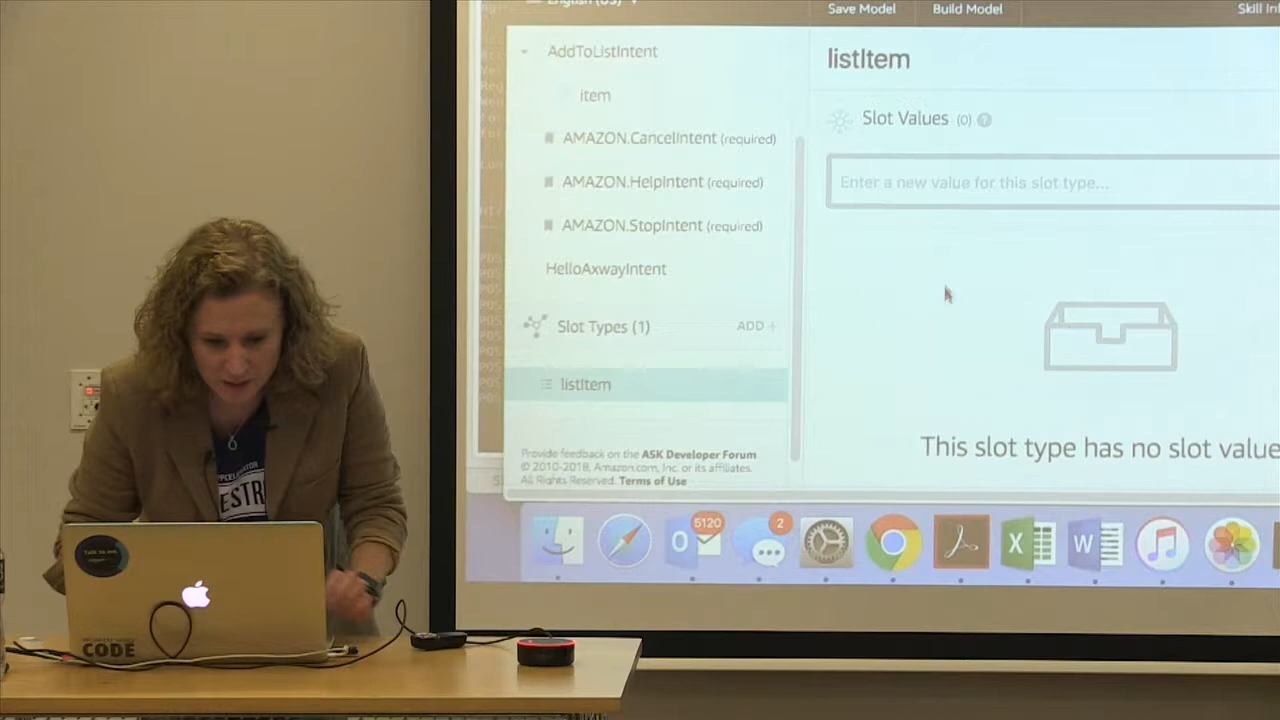 English (US)
Save Model
Build Model
AddToListIntent
item
AMAZON.CancelIntent (required)
AMAZON.HelpIntent (required)
AMAZON.StopIntent (required)
HelloAxwayIntent
Slot Types (1)
ADD +
listItem
Provide feedback on the ASK Developer Forum
© 2010-2018, Amazon.com, Inc. or its affiliates.
All Rights Reserved. Terms of Use
listItem
Slot Values (0) ?
Enter a new value for this slot type...
This slot type has no slot value
5120
2
CODE